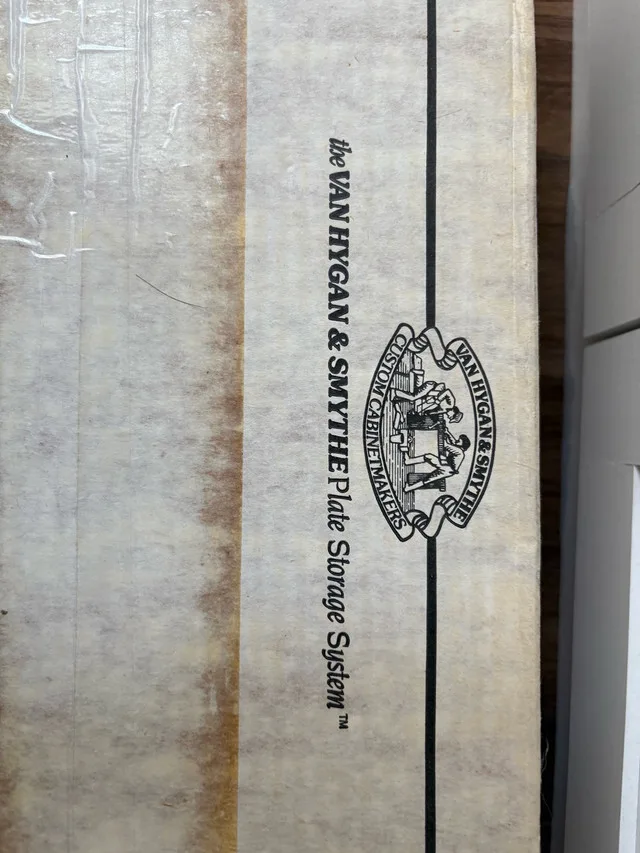 VAN HYGAN & SMYTHE
CUSTOM CABINETMAKERS
the VAN HYGAN & SMYTHE Plate Storage System™